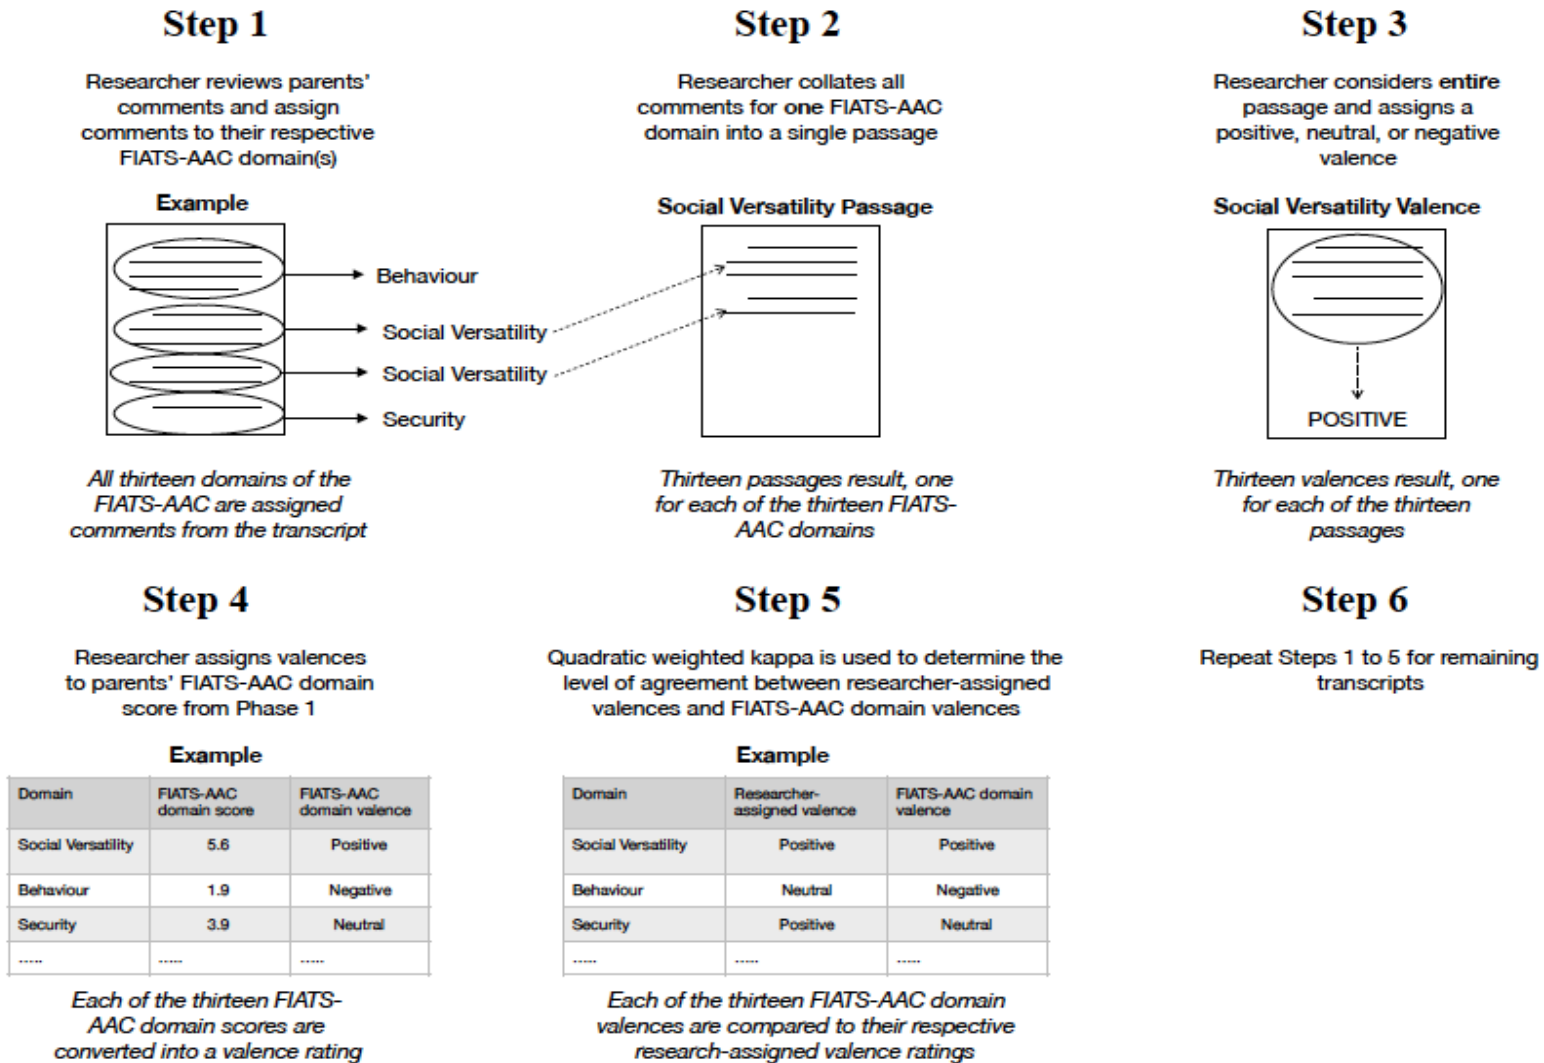 Step 1
Researcher reviews parents'
comments and assign
comments to their respective
FIATS-AAC domain(s)
Example
Behaviour
Social Versatility
Social Versatility
Security
All thirteen domains of the
FIATS-AAC are assigned
comments from the transcript
Step 2
Researcher collates all
comments for one FIATS-AAC
domain into a single passage
Social Versatility Passage
Thirteen passages result, one
for each of the thirteen FIATS-
AAC domains
Step 3
Researcher considers entire
passage and assigns a
positive, neutral, or negative
valence
Social Versatility Valence
POSITIVE
Thirteen valences result, one
for each of the thirteen
passages
Step 4
Researcher assigns valences
to parents' FIATS-AAC domain
score from Phase 1
Example
Domain FIATS-AAC domain score FIATS-AAC domain valence
Social Versatility 5.6 Positive
Behaviour 1.9 Negative
Security 3.9 Neutral
..... ..... .....
Each of the thirteen FIATS-
AAC domain scores are
converted into a valence rating
Step 5
Quadratic weighted kappa is used to determine the
level of agreement between researcher-assigned
valences and FIATS-AAC domain valences
Example
Domain Researcher-assigned valence FIATS-AAC domain valence
Social Versatility Positive Positive
Behaviour Neutral Negative
Security Positive Neutral
..... ..... .....
Each of the thirteen FIATS-AAC domain
valences are compared to their respective
research-assigned valence ratings
Step 6
Repeat Steps 1 to 5 for remaining
transcripts